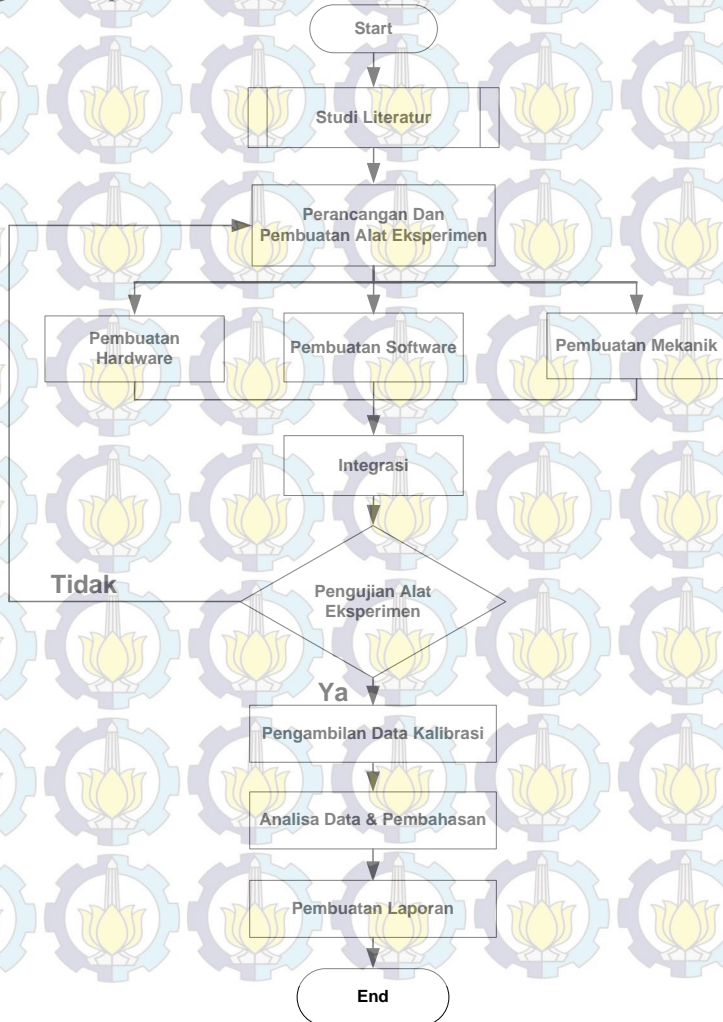 Start
Studi Literatur
Perancangan Dan
Pembuatan Alat Eksperimen
Pembuatan
Hardware
Pembuatan Software
Pembuatan Mekanik
Integrasi
Tidak
Pengujian Alat
Eksperimen
Ya
Pengambilan Data Kalibrasi
Analisa Data & Pembahasan
Pembuatan Laporan
End